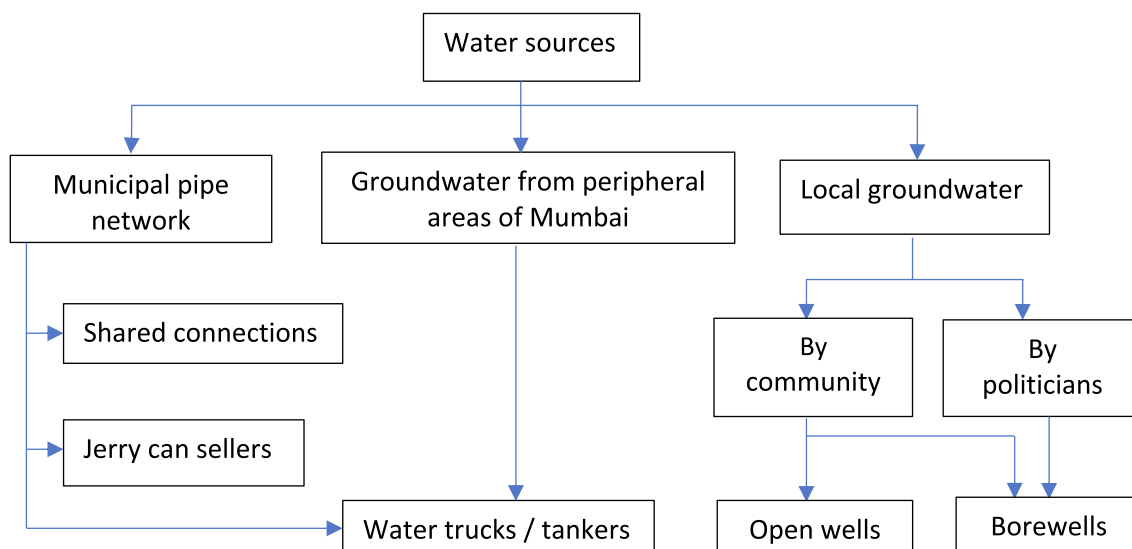 Water sources
Municipal pipe
network
Groundwater from peripheral
areas of Mumbai
Local groundwater
Shared connections
By
community
By
politicians
Jerry can sellers
Water trucks / tankers
Open wells
Borewells